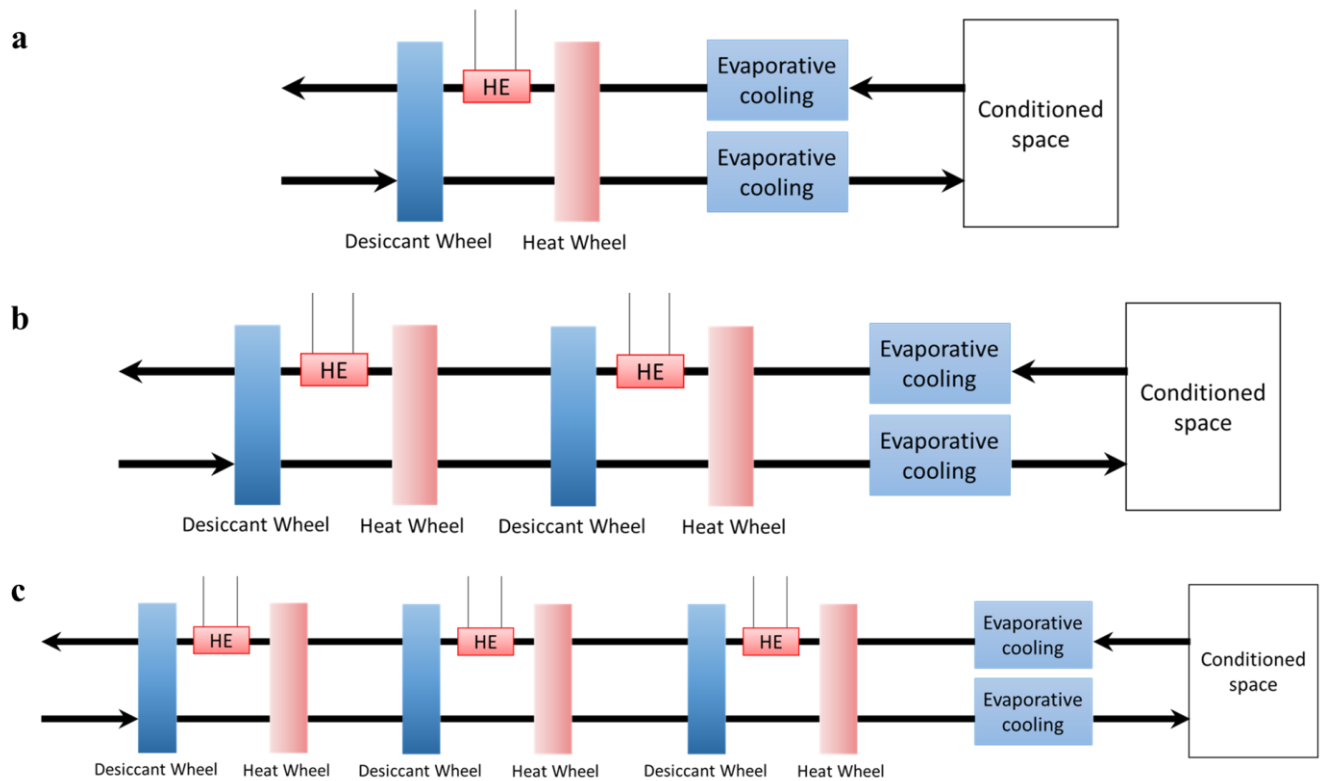 a
HE
Evaporative
cooling
Conditioned
space
Evaporative
cooling
Desiccant Wheel
Heat Wheel
b
HE
HE
Evaporative
cooling
Conditioned
space
Evaporative
cooling
Desiccant Wheel
Heat Wheel
Desiccant Wheel
Heat Wheel
c
HE
HE
HE
Evaporative
cooling
Conditioned
space
Evaporative
cooling
Desiccant Wheel
Heat Wheel
Desiccant Wheel
Heat Wheel
Desiccant Wheel
Heat Wheel